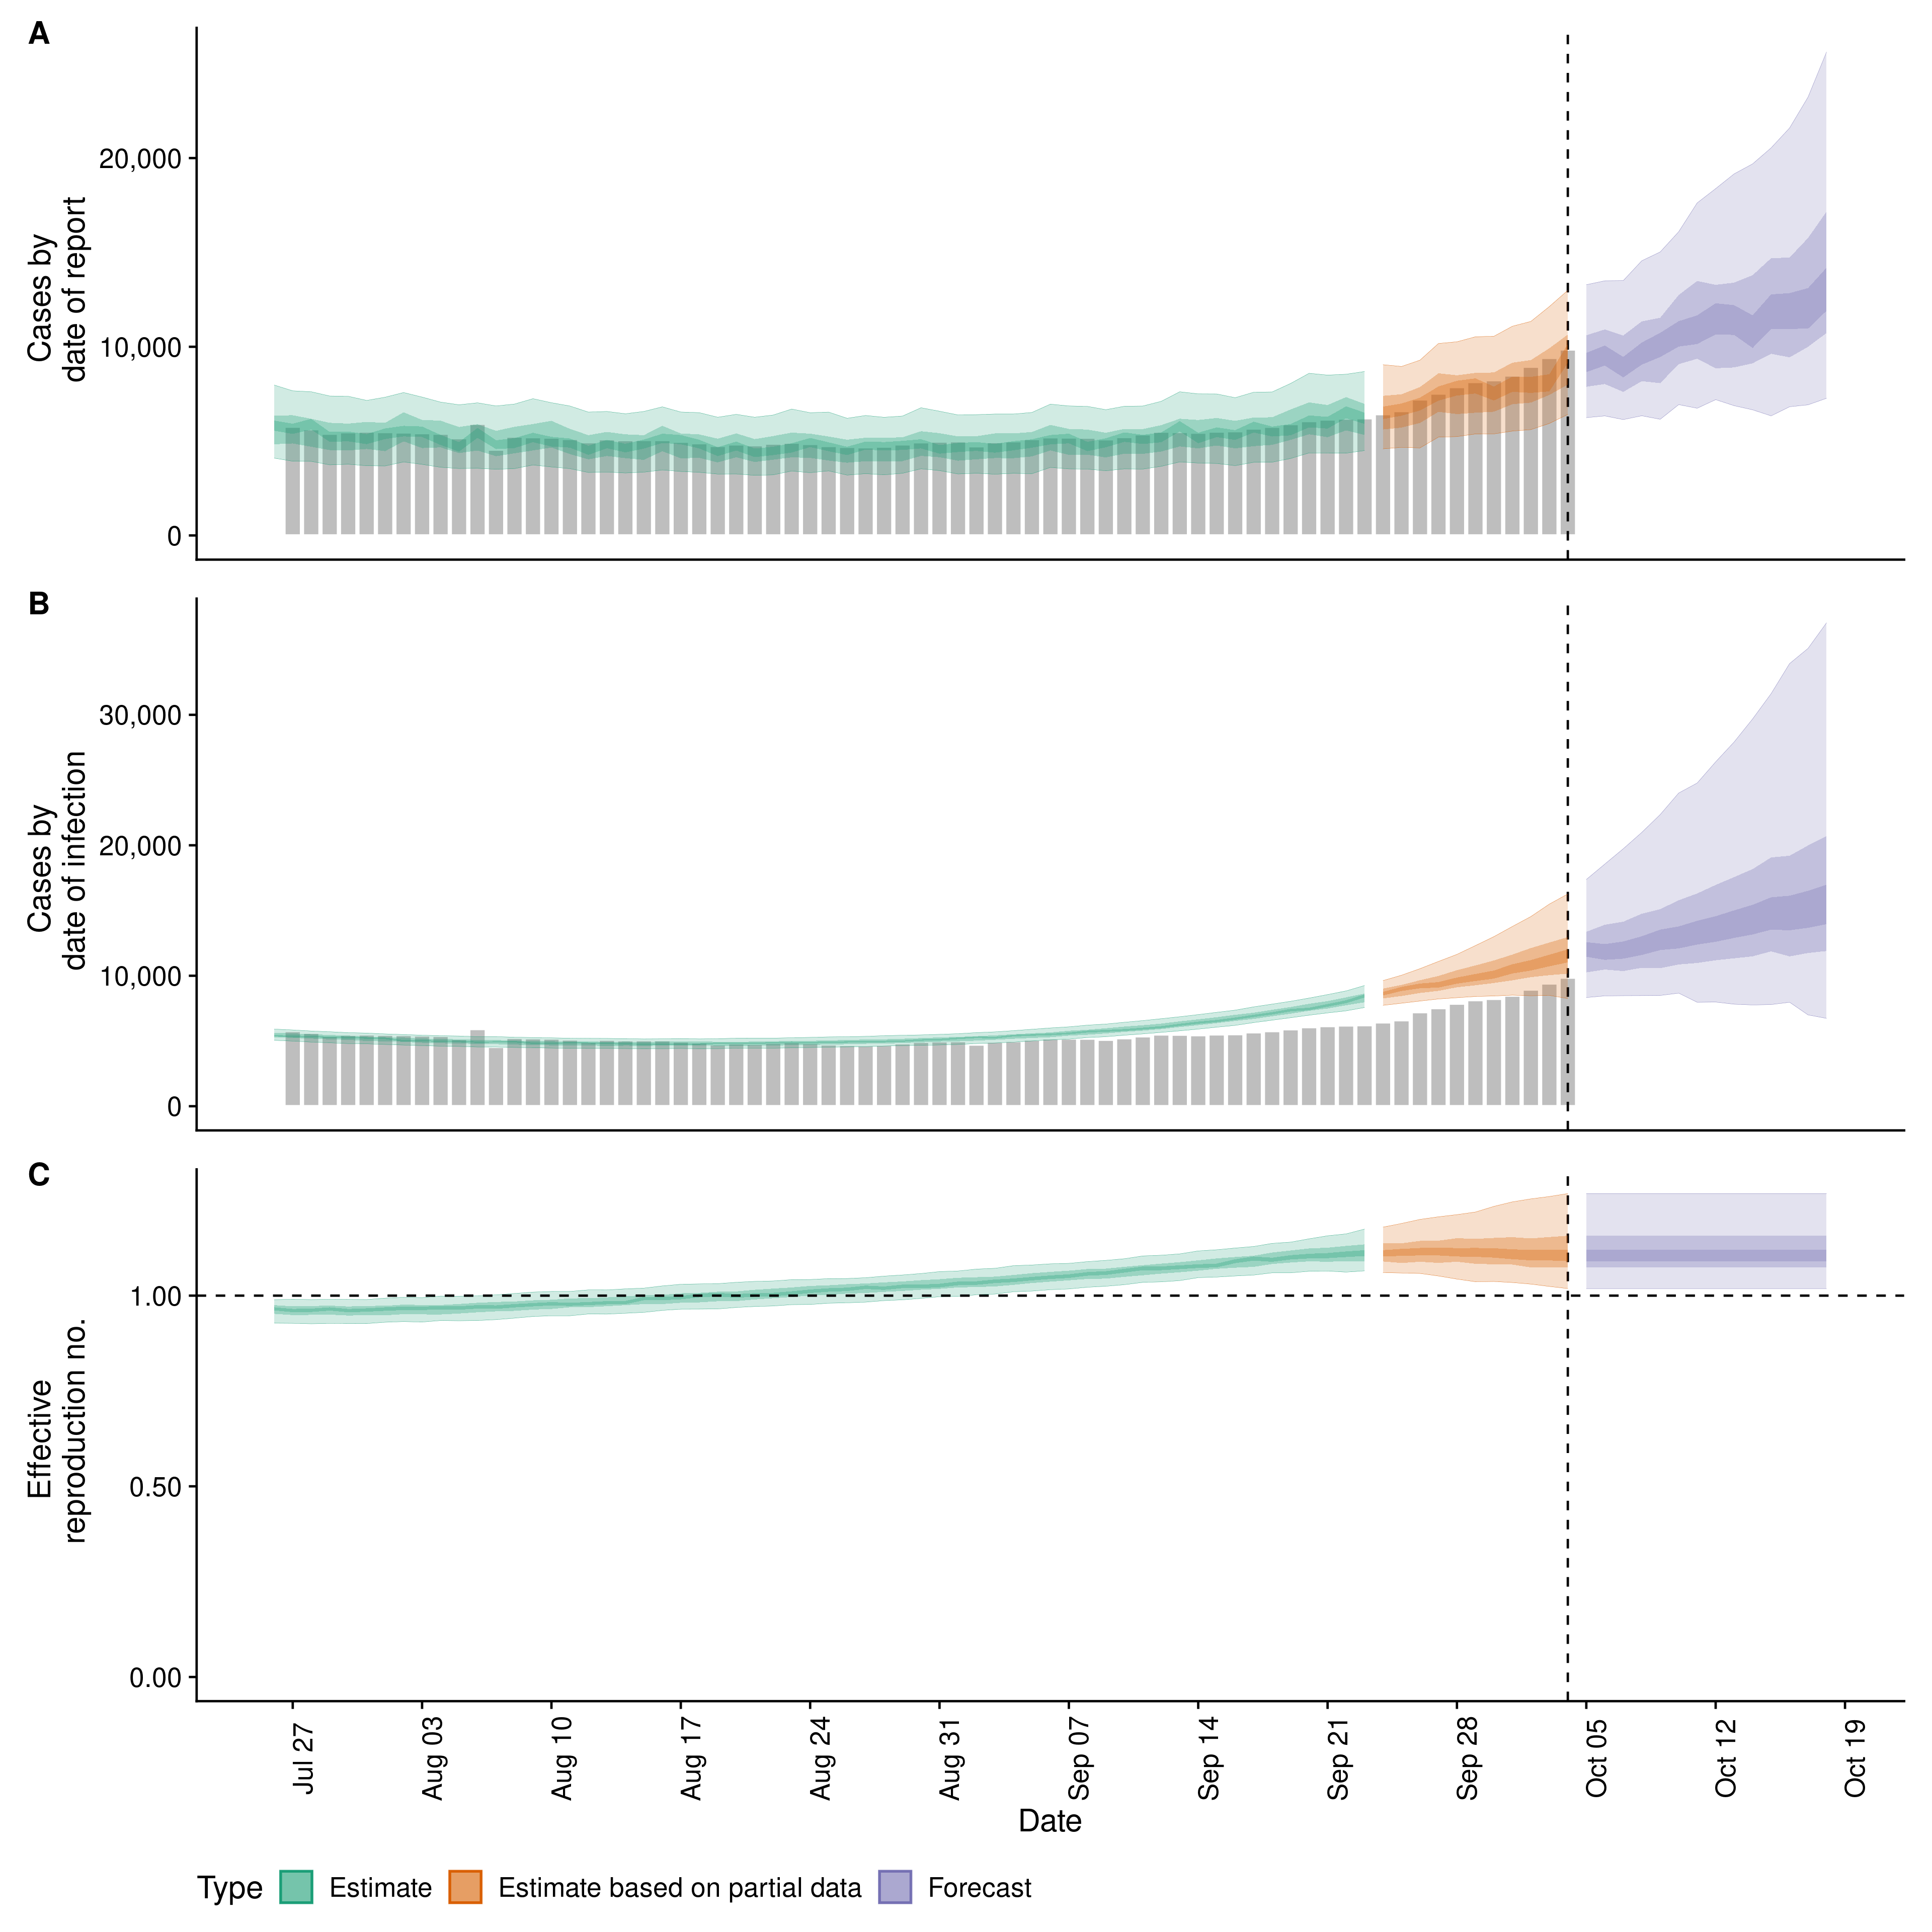 A
Cases by
date of report
20,000
10,000
0
B
Cases by
date of infection
30,000
20,000
10,000
0
C
Effective
reproduction no.
1.00
0.50
0.00
Jul 27
Aug 03
Aug 10
Aug 17
Aug 24
Aug 31
Sep 07
Sep 14
Sep 21
Sep 28
Oct 05
Oct 12
Oct 19
Date
Type Estimate Estimate based on partial data Forecast